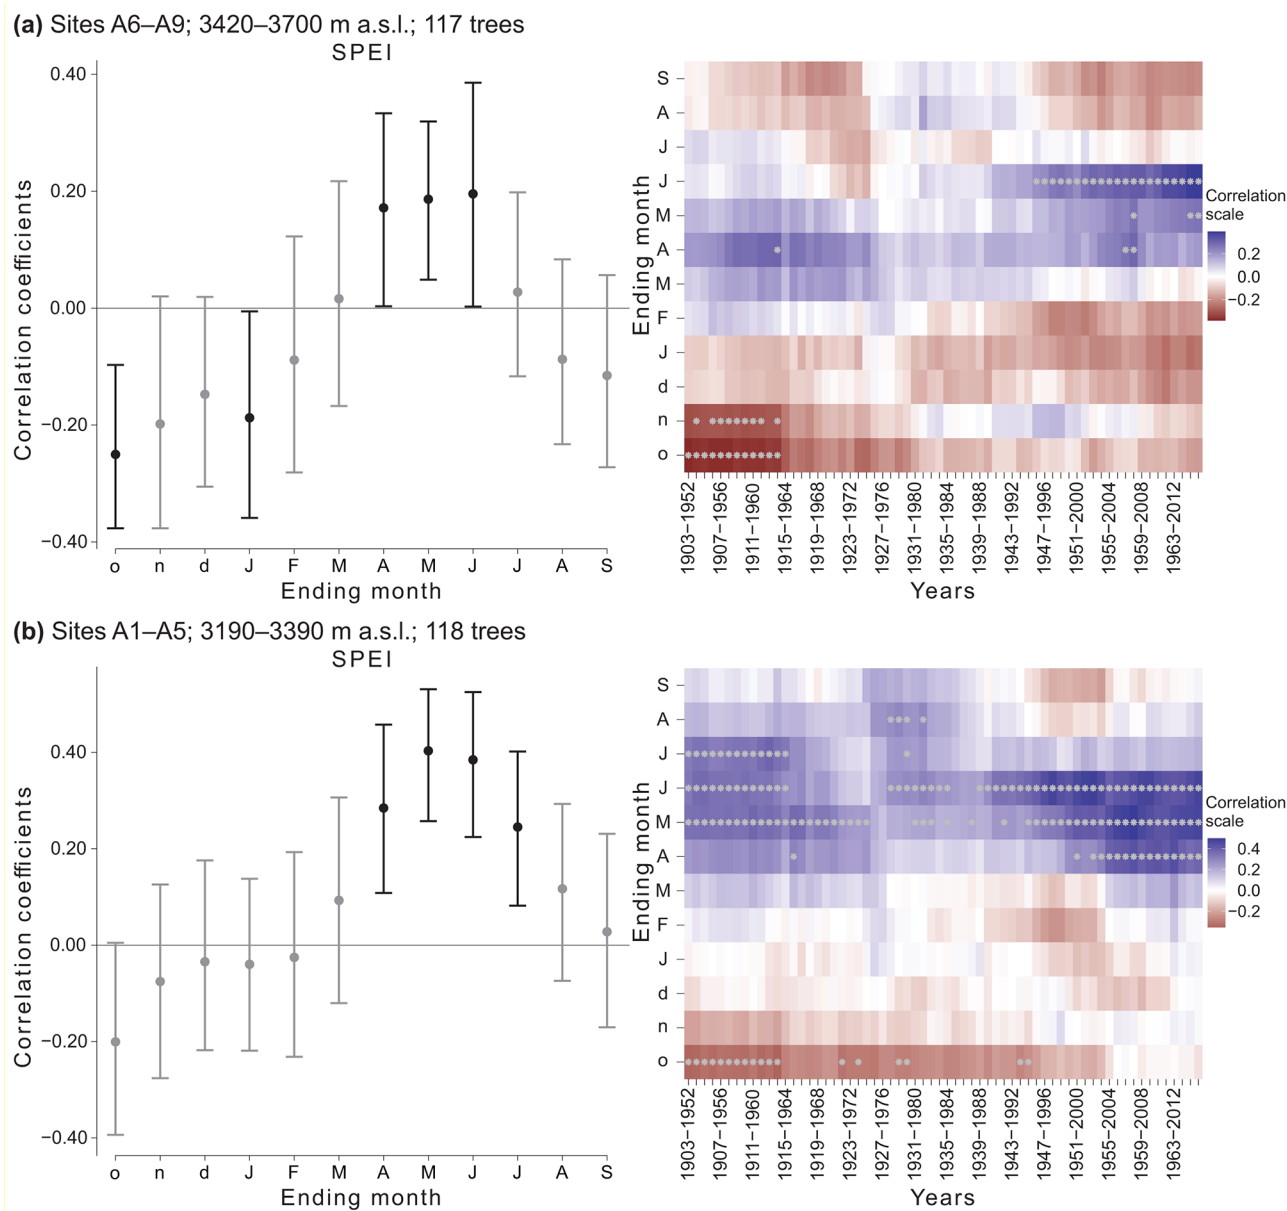 (a) Sites A6–A9; 3420–3700 m a.s.l.; 117 trees
SPEI
Correlation coefficients
0.40
0.20
0.00
−0.20
−0.40
o n d J F M A M J J A S
Ending month
Ending month
S
A
J
J
M
A
M
F
J
d
n
o
1903−1952 1907−1956 1911−1960 1915−1964 1919−1968 1923−1972 1927−1976 1931−1980 1935−1984 1939−1988 1943−1992 1947−1996 1951−2000 1955−2004 1959−2008 1963−2012
Years
Correlation
scale
0.2
0.0
−0.2
(b) Sites A1–A5; 3190–3390 m a.s.l.; 118 trees
SPEI
Correlation coefficients
0.40
0.20
0.00
−0.20
−0.40
o n d J F M A M J J A S
Ending month
Ending month
S
A
J
J
M
A
M
F
J
d
n
o
1903−1952 1907−1956 1911−1960 1915−1964 1919−1968 1923−1972 1927−1976 1931−1980 1935−1984 1939−1988 1943−1992 1947−1996 1951−2000 1955−2004 1959−2008 1963−2012
Years
Correlation
scale
0.4
0.2
0.0
−0.2